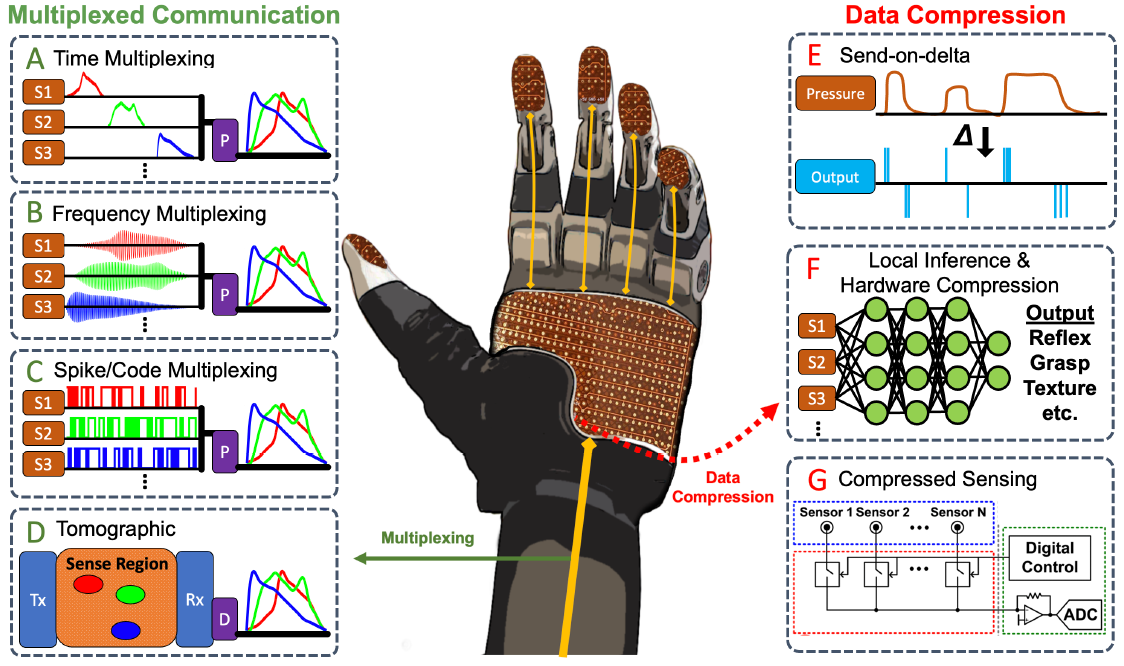 Multiplexed Communication
A Time Multiplexing
S1
S2
S3
P
B Frequency Multiplexing
S1
S2
S3
P
C Spike/Code Multiplexing
S1
S2
S3
P
D Tomographic
Sense Region
Tx
Rx
D
Multiplexing
Data
Compression
Data Compression
E Send-on-delta
Pressure
Δ
Output
F Local Inference &
Hardware Compression
S1
S2
S3
Output
Reflex
Grasp
Texture
etc.
G Compressed Sensing
Sensor 1 Sensor 2 ••• Sensor N
•••
Digital
Control
ADC